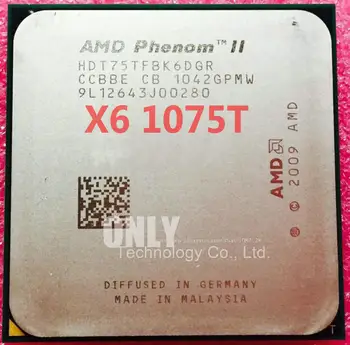 AMD Phenom™ II
HDT75TFBK6DGR
CCBBE CB 1042GPMW
9L12643J00280
X6 1075T
AMD
© 2009 AMD
ONLY
Technology Co., Ltd.
DIFFUSED IN GERMANY
MADE IN MALAYSIA
T